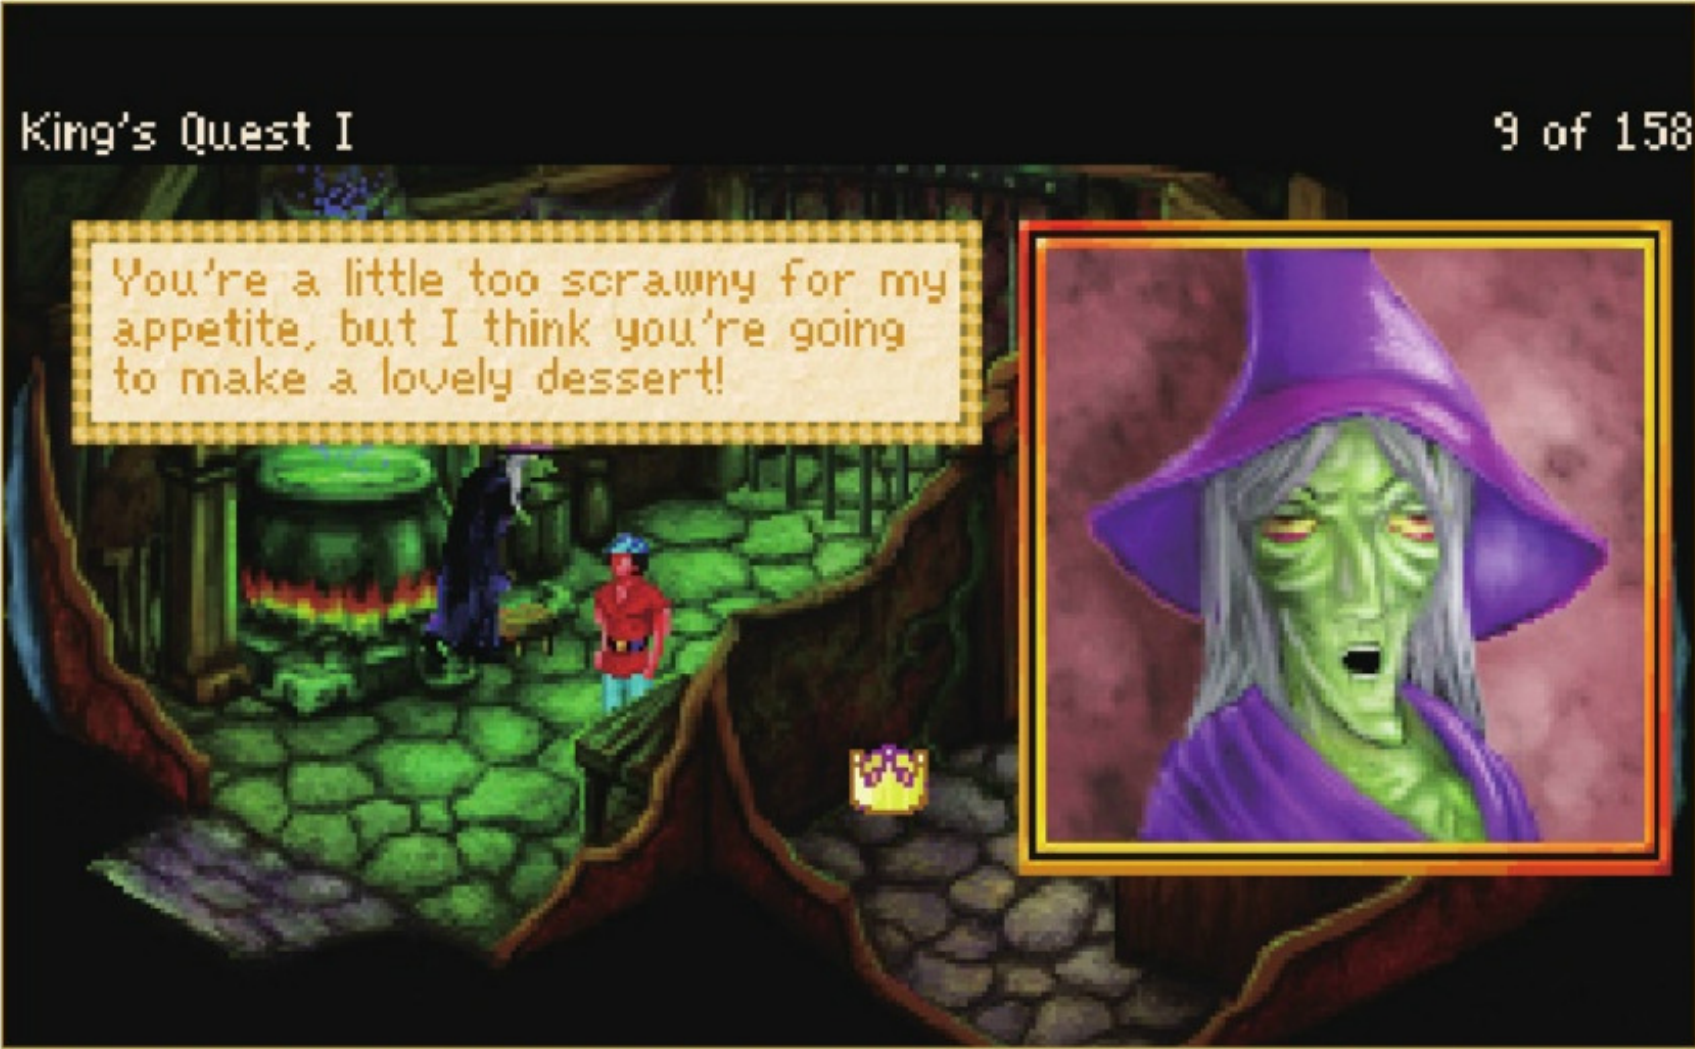 King's Quest I
9 of 158
You're a little too scrawny for my
appetite, but I think you're going
to make a lovely dessert!